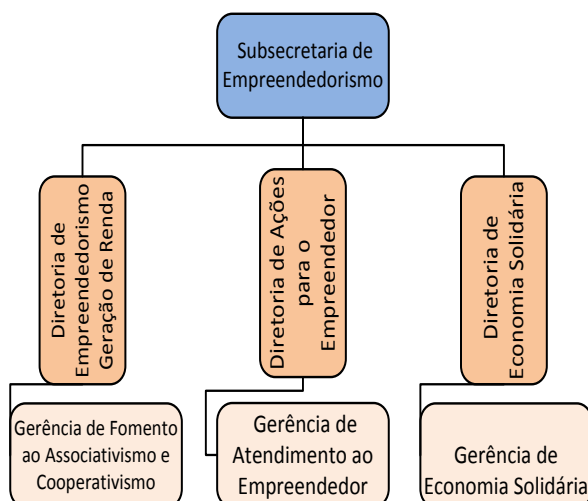 Subsecretaria de
Empreendedorismo
Diretoria de
Empreendedorismo
Geração de Renda
Diretoria de Ações
para o
Empreendedor
Diretoria de
Economia Solidária
Gerência de Fomento
ao Associativismo e
Cooperativismo
Gerência de
Atendimento ao
Empreendedor
Gerência de
Economia Solidária